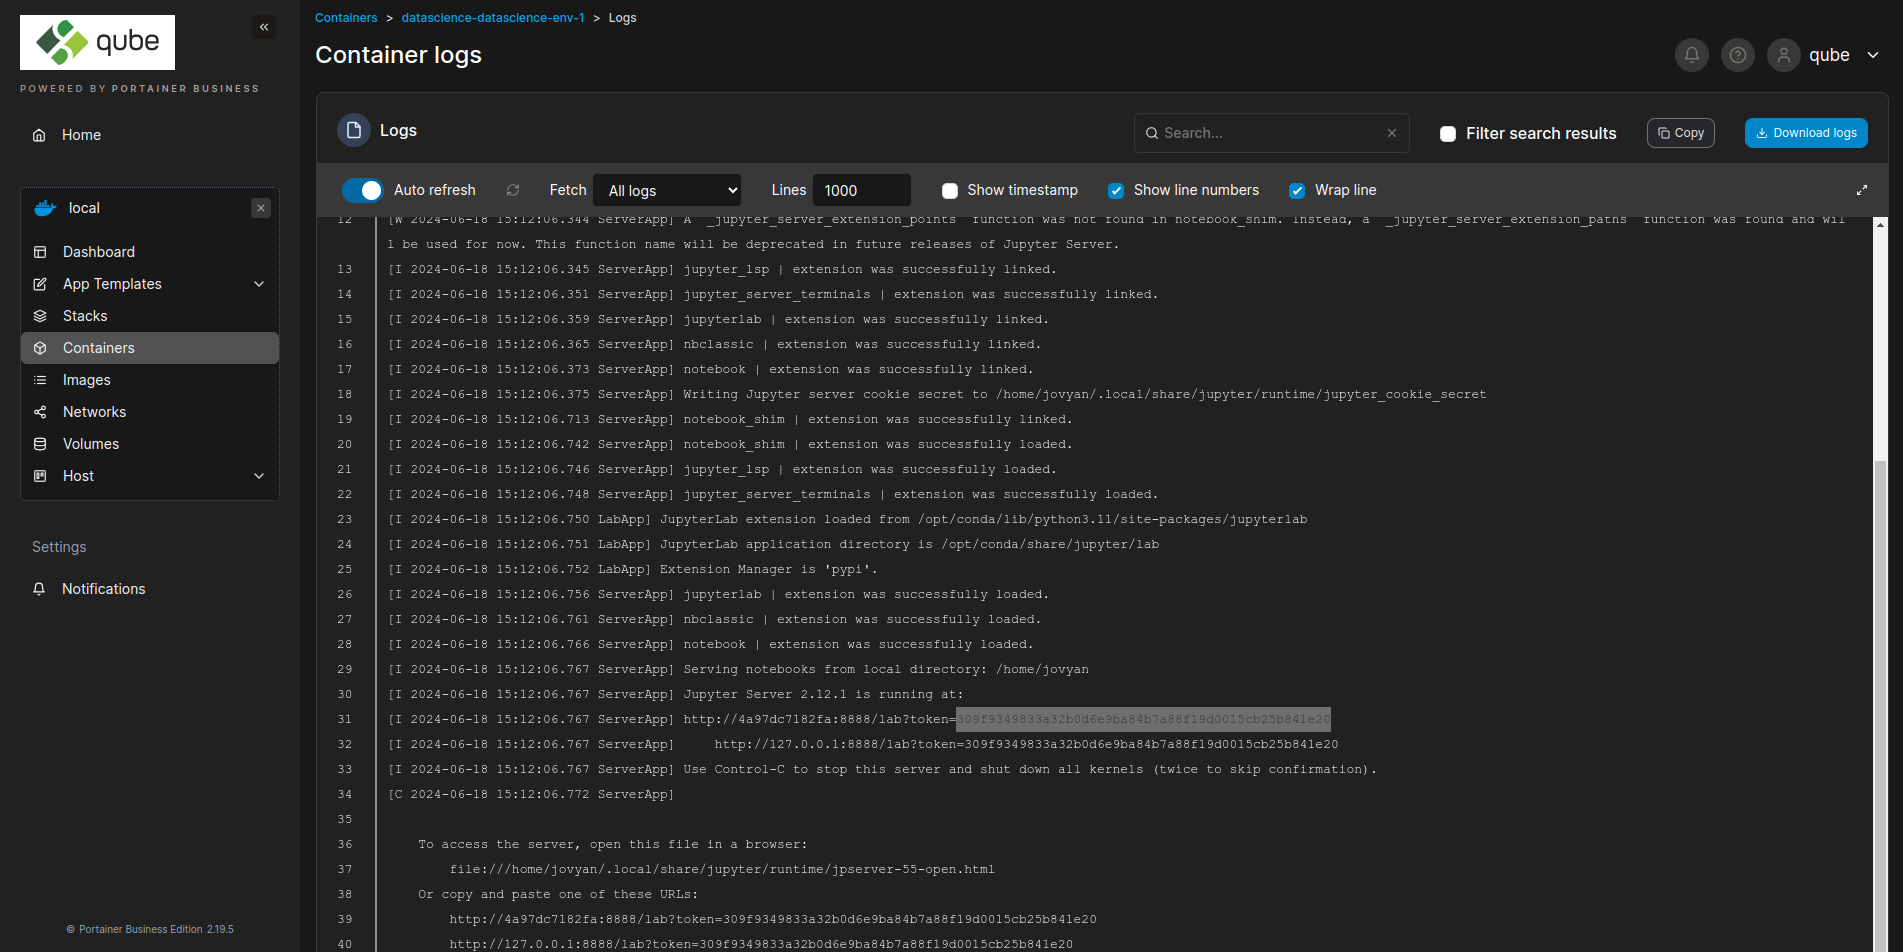 qube
«
POWERED BY PORTAINER BUSINESS
Home
local
Dashboard
App Templates
Stacks
Containers
Images
Networks
Volumes
Host
Settings
Notifications
© Portainer Business Edition 2.19.5
Containers > datascience-datascience-env-1 > Logs
Container logs
qube
Logs
Search...
Filter search results
Copy
Download logs
Auto refresh
Fetch
All logs
Lines
1000
Show timestamp
Show line numbers
Wrap line
12 [W 2024-06-18 15:12:06.344 ServerApp] A `_jupyter_server_extension_points` function was not found in notebook_shim. Instead, a `_jupyter_server_extension_paths` function was found and wil
l be used for now. This function name will be deprecated in future releases of Jupyter Server.
13 [I 2024-06-18 15:12:06.345 ServerApp] jupyter_lsp | extension was successfully linked.
14 [I 2024-06-18 15:12:06.351 ServerApp] jupyter_server_terminals | extension was successfully linked.
15 [I 2024-06-18 15:12:06.359 ServerApp] jupyterlab | extension was successfully linked.
16 [I 2024-06-18 15:12:06.365 ServerApp] nbclassic | extension was successfully linked.
17 [I 2024-06-18 15:12:06.373 ServerApp] notebook | extension was successfully linked.
18 [I 2024-06-18 15:12:06.375 ServerApp] Writing Jupyter server cookie secret to /home/jovyan/.local/share/jupyter/runtime/jupyter_cookie_secret
19 [I 2024-06-18 15:12:06.713 ServerApp] notebook_shim | extension was successfully linked.
20 [I 2024-06-18 15:12:06.742 ServerApp] notebook_shim | extension was successfully loaded.
21 [I 2024-06-18 15:12:06.746 ServerApp] jupyter_lsp | extension was successfully loaded.
22 [I 2024-06-18 15:12:06.748 ServerApp] jupyter_server_terminals | extension was successfully loaded.
23 [I 2024-06-18 15:12:06.750 LabApp] JupyterLab extension loaded from /opt/conda/lib/python3.11/site-packages/jupyterlab
24 [I 2024-06-18 15:12:06.751 LabApp] JupyterLab application directory is /opt/conda/share/jupyter/lab
25 [I 2024-06-18 15:12:06.752 LabApp] Extension Manager is 'pypi'.
26 [I 2024-06-18 15:12:06.756 ServerApp] jupyterlab | extension was successfully loaded.
27 [I 2024-06-18 15:12:06.761 ServerApp] nbclassic | extension was successfully loaded.
28 [I 2024-06-18 15:12:06.766 ServerApp] notebook | extension was successfully loaded.
29 [I 2024-06-18 15:12:06.767 ServerApp] Serving notebooks from local directory: /home/jovyan
30 [I 2024-06-18 15:12:06.767 ServerApp] Jupyter Server 2.12.1 is running at:
31 [I 2024-06-18 15:12:06.767 ServerApp] http://4a97dc7182fa:8888/lab?token=309f9349833a32b0d6e9ba84b7a88f19d0015cb25b841e20
32 [I 2024-06-18 15:12:06.767 ServerApp] http://127.0.0.1:8888/lab?token=309f9349833a32b0d6e9ba84b7a88f19d0015cb25b841e20
33 [I 2024-06-18 15:12:06.767 ServerApp] Use Control-C to stop this server and shut down all kernels (twice to skip confirmation).
34 [C 2024-06-18 15:12:06.772 ServerApp]
35
36 To access the server, open this file in a browser:
37 file:///home/jovyan/.local/share/jupyter/runtime/jpserver-55-open.html
38 Or copy and paste one of these URLs:
39 http://4a97dc7182fa:8888/lab?token=309f9349833a32b0d6e9ba84b7a88f19d0015cb25b841e20
40 http://127.0.0.1:8888/lab?token=309f9349833a32b0d6e9ba84b7a88f19d0015cb25b841e20